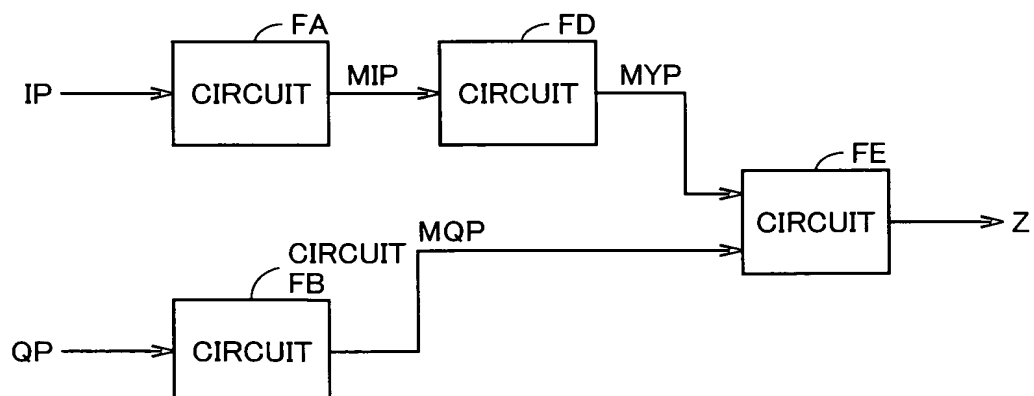 FA
FD
IP
CIRCUIT
MIP
CIRCUIT
MYP
FE
CIRCUIT
Z
CIRCUIT
FB
MQP
QP
CIRCUIT